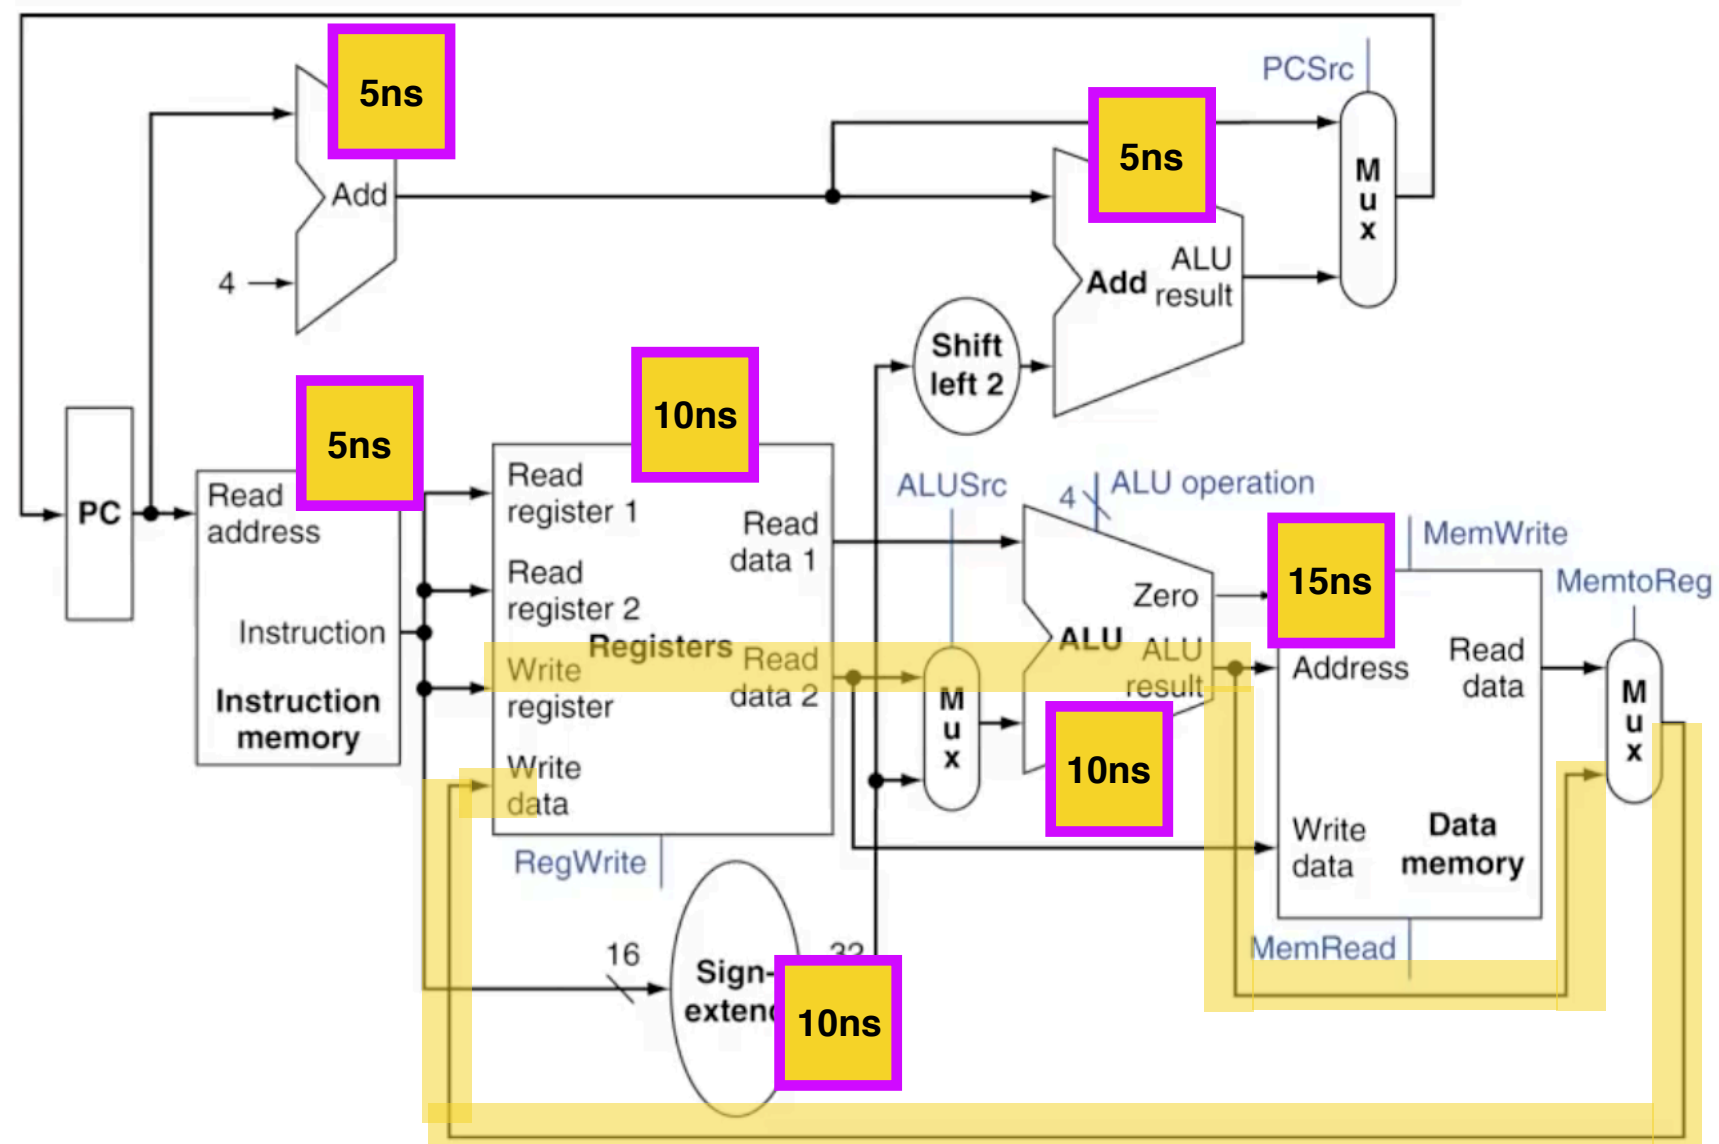 5ns
PCSrc
5ns
Add
M
u
x
4
ALU
Add result
Shift
left 2
10ns
5ns
Read
register 1
ALUSrc
4
ALU operation
PC
Read
address
Read
data 1
MemWrite
15ns
MemtoReg
Read
register 2
Zero
Instruction
Registers
ALU
Write
register
Read
data 2
ALU
result
Address
Read
data
Instruction
memory
M
u
x
M
u
x
10ns
Write
data
Write
data
Data
memory
RegWrite
MemRead
16
32
Sign-
extend
10ns